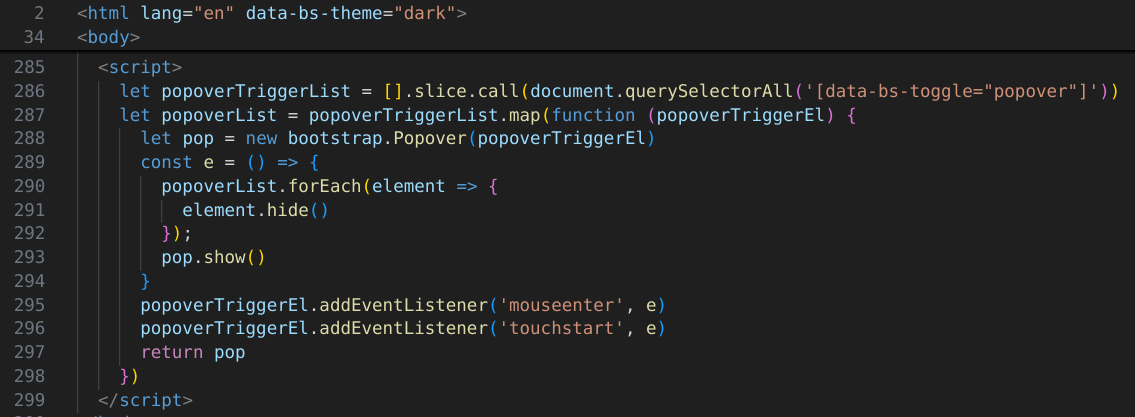 2 <html lang="en" data-bs-theme="dark">
34 <body>
285 <script>
286 let popoverTriggerList = [].slice.call(document.querySelectorAll('[data-bs-toggle="popover"]'))
287 let popoverList = popoverTriggerList.map(function (popoverTriggerEl) {
288 let pop = new bootstrap.Popover(popoverTriggerEl)
289 const e = () => {
290 popoverList.forEach(element => {
291 element.hide()
292 });
293 pop.show()
294 }
295 popoverTriggerEl.addEventListener('mouseenter', e)
296 popoverTriggerEl.addEventListener('touchstart', e)
297 return pop
298 })
299 </script>